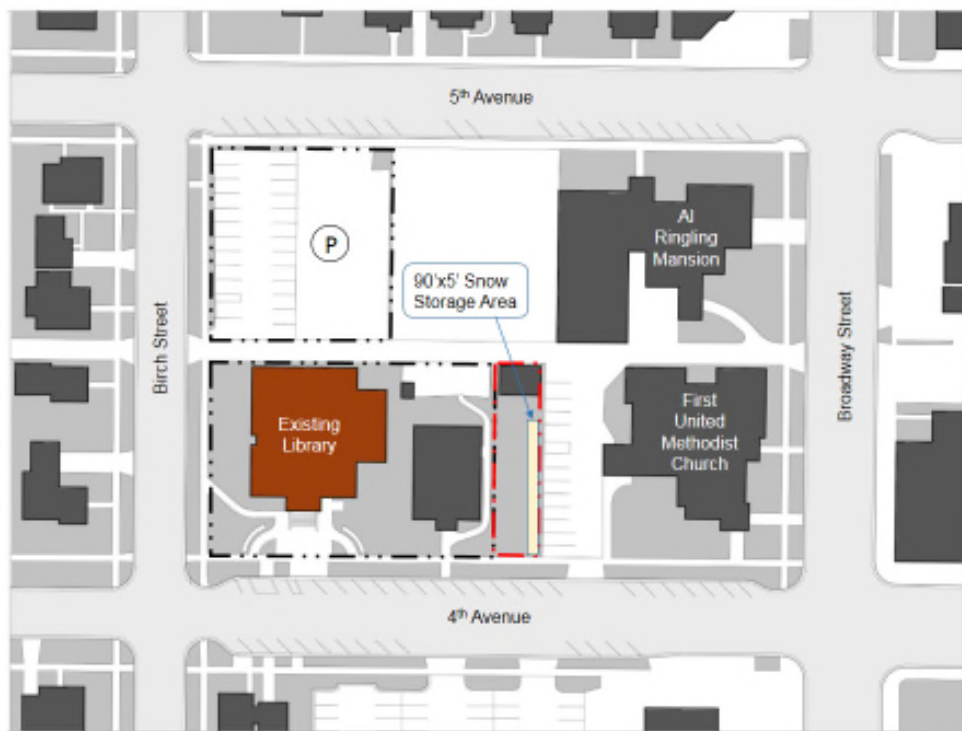 5th Avenue
Al
Ringling
Mansion
P
90'x5' Snow
Storage Area
Birch Street
Broadway Street
Existing
Library
First
United
Methodist
Church
4th Avenue